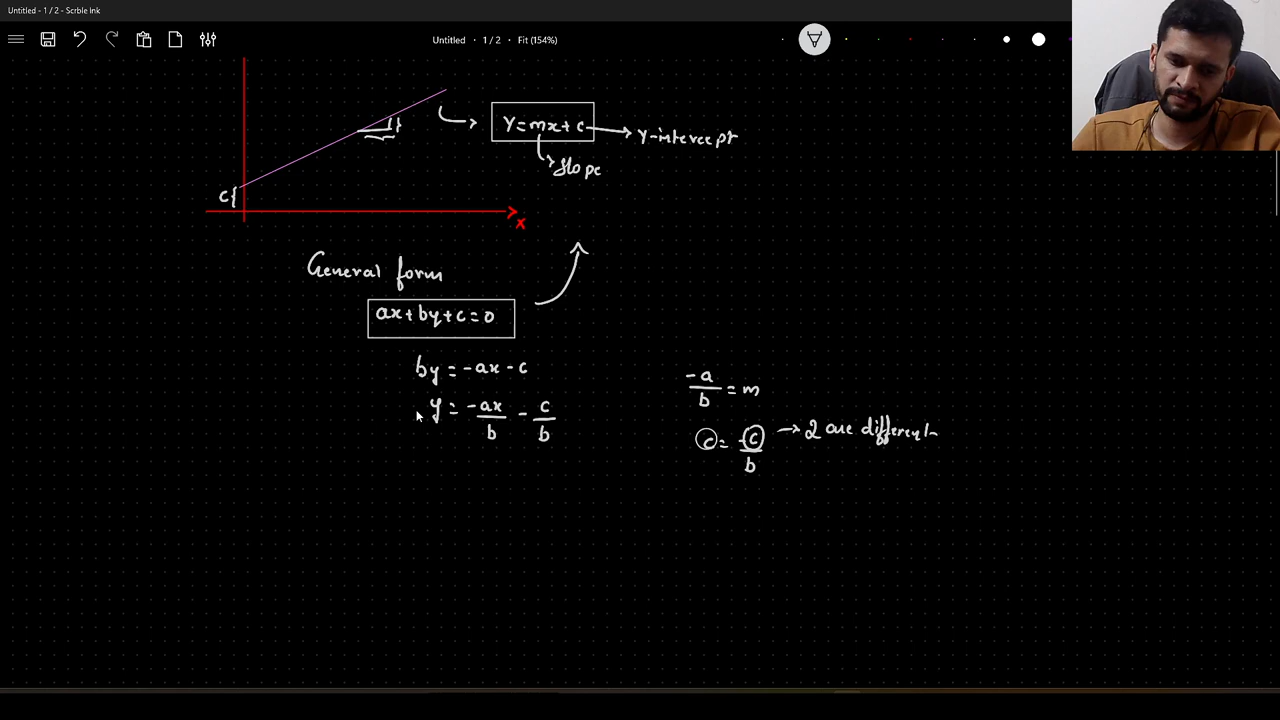 Untitled - 1 / 2 - Scrble Ink
Untitled • 1 / 2 • Fit (154%)
Y=mx+c
Y-intercept
slope
c{
x
General form
ax+by+c=0
by = -ax - c
y = -ax/b - c/b
-a/b = m
c = -c/b → 2 are different